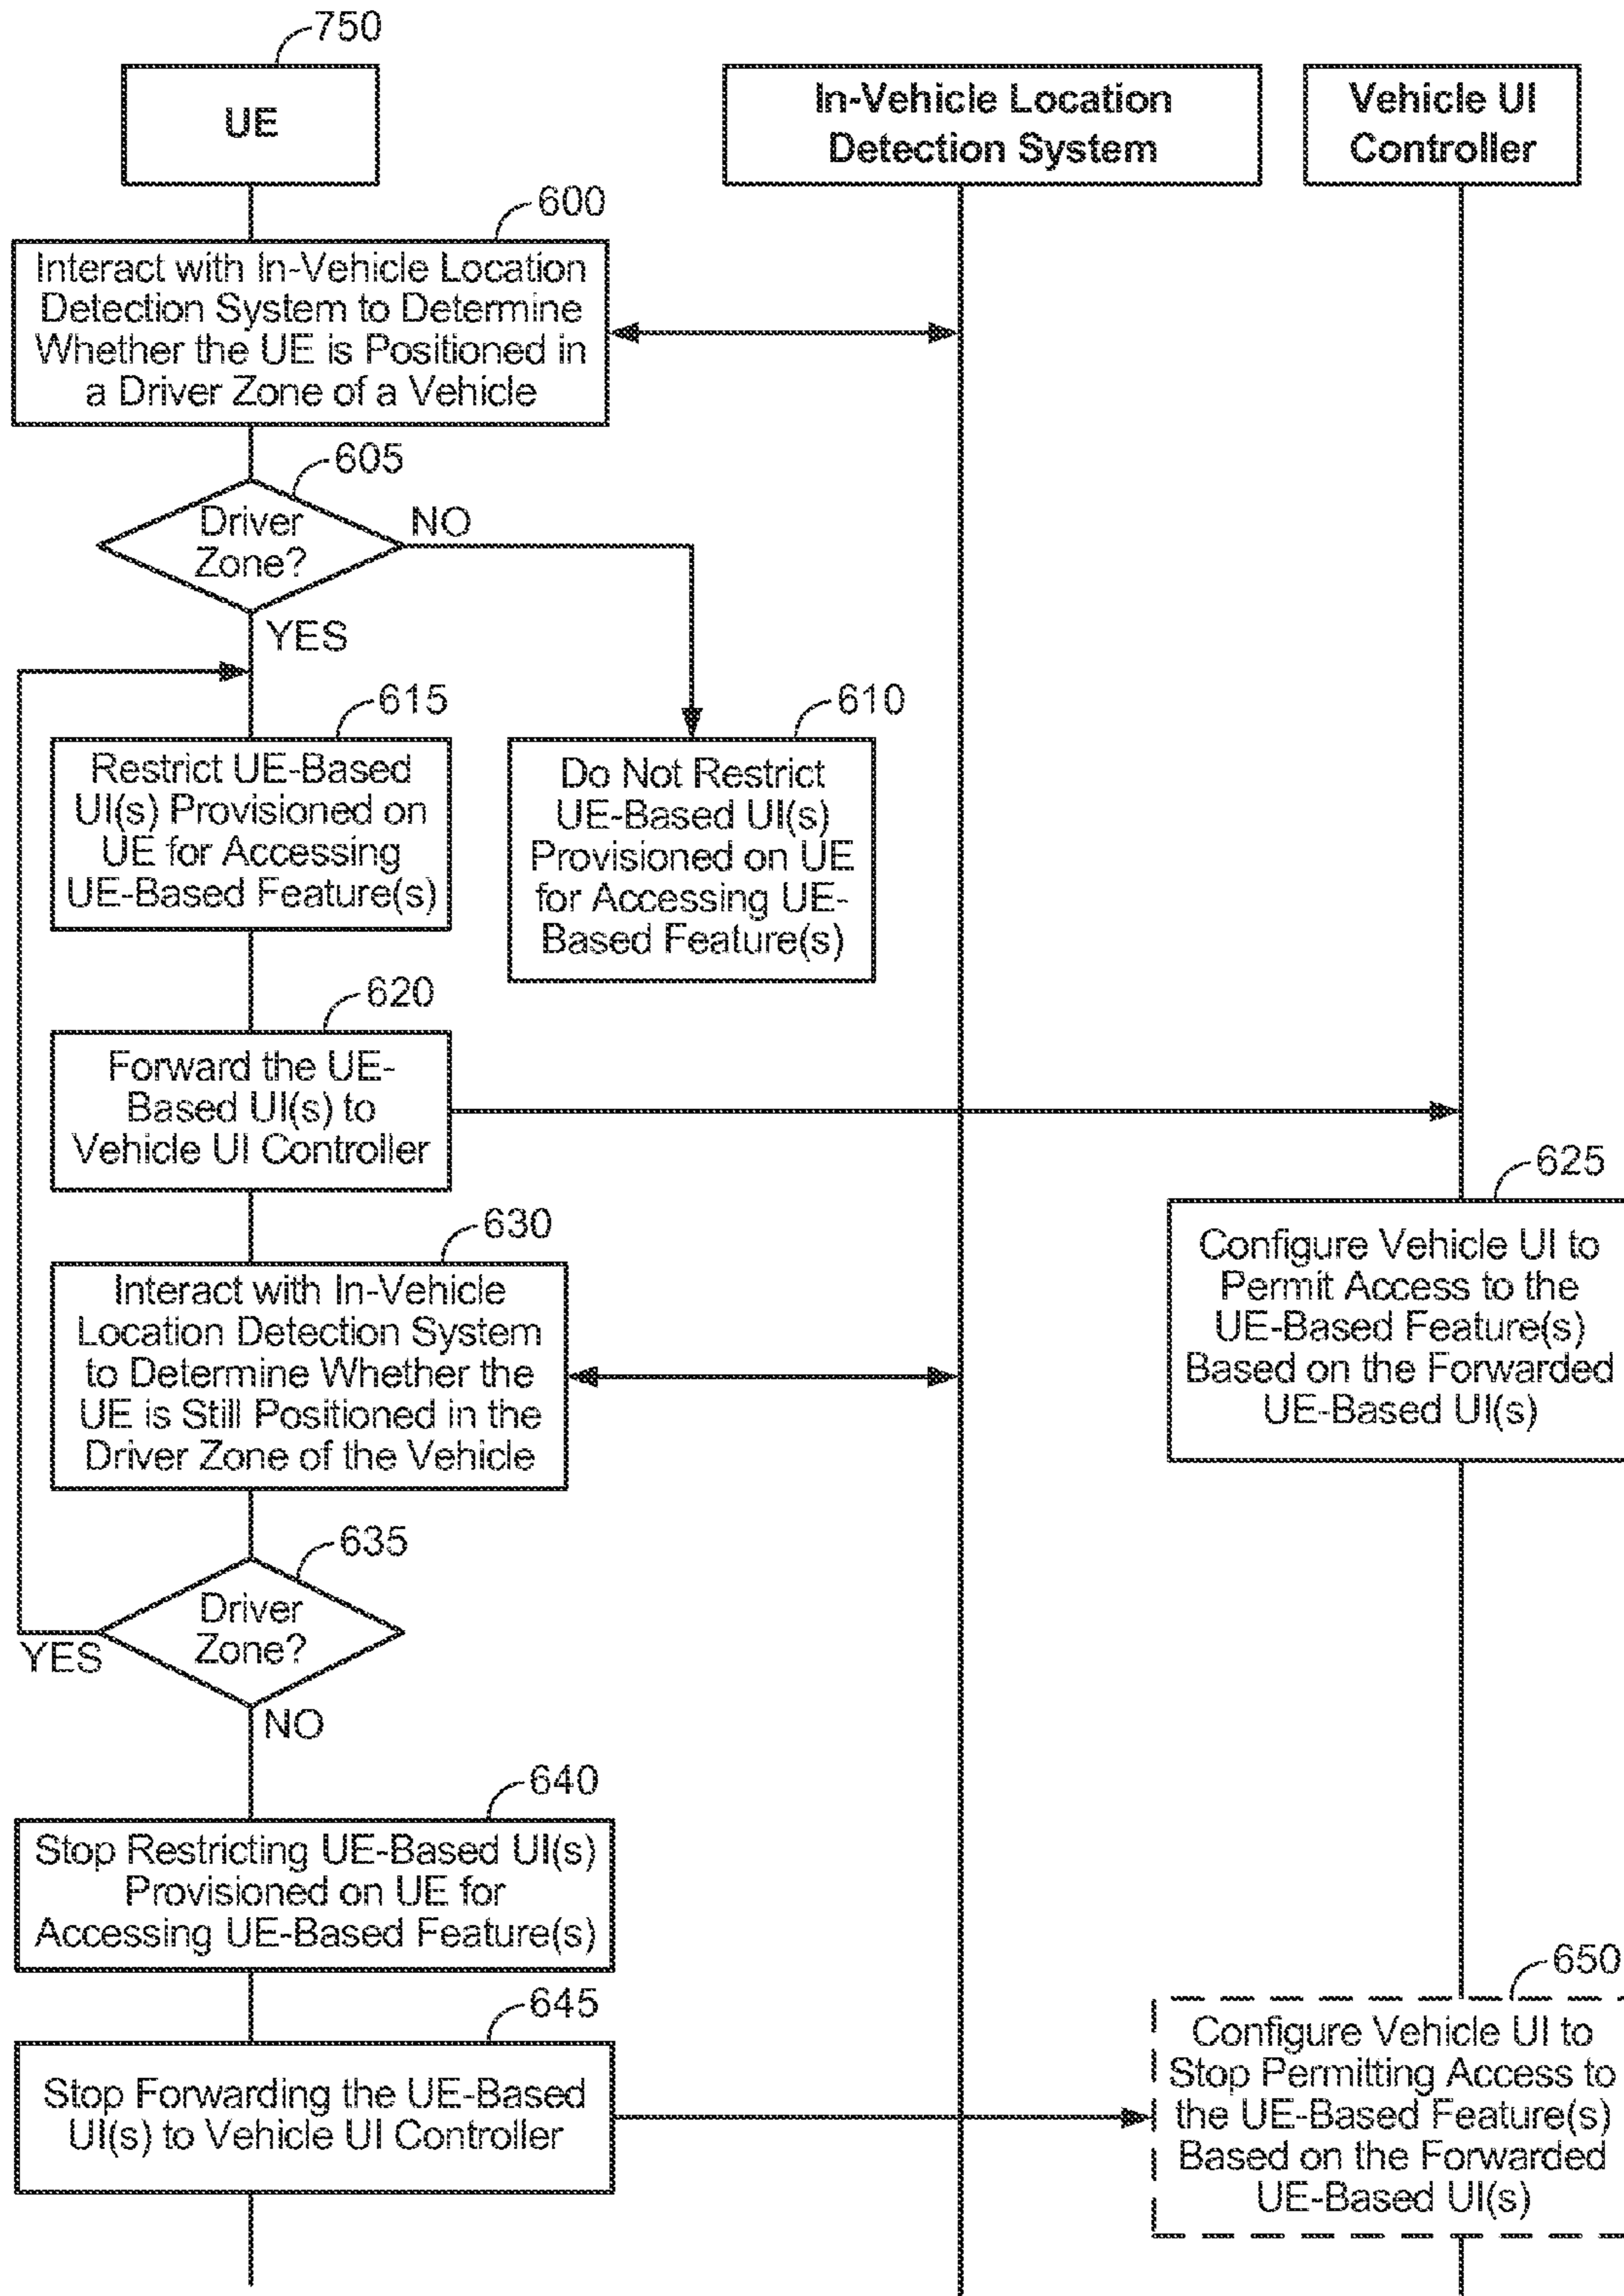 750
UE
In-Vehicle Location
Detection System
Vehicle UI
Controller
600
Interact with In-Vehicle Location
Detection System to Determine
Whether the UE is Positioned in
a Driver Zone of a Vehicle
605
Driver
Zone?
NO
YES
615
Restrict UE-Based
UI(s) Provisioned on
UE for Accessing
UE-Based Feature(s)
610
Do Not Restrict
UE-Based UI(s)
Provisioned on UE
for Accessing UE-
Based Feature(s)
620
Forward the UE-
Based UI(s) to
Vehicle UI Controller
625
Configure Vehicle UI to
Permit Access to the
UE-Based Feature(s)
Based on the Forwarded
UE-Based UI(s)
630
Interact with In-Vehicle
Location Detection System
to Determine Whether the
UE is Still Positioned in the
Driver Zone of the Vehicle
635
Driver
Zone?
YES
NO
640
Stop Restricting UE-Based UI(s)
Provisioned on UE for
Accessing UE-Based Feature(s)
645
Stop Forwarding the UE-Based
UI(s) to Vehicle UI Controller
650
Configure Vehicle UI to
Stop Permitting Access to
the UE-Based Feature(s)
Based on the Forwarded
UE-Based UI(s)